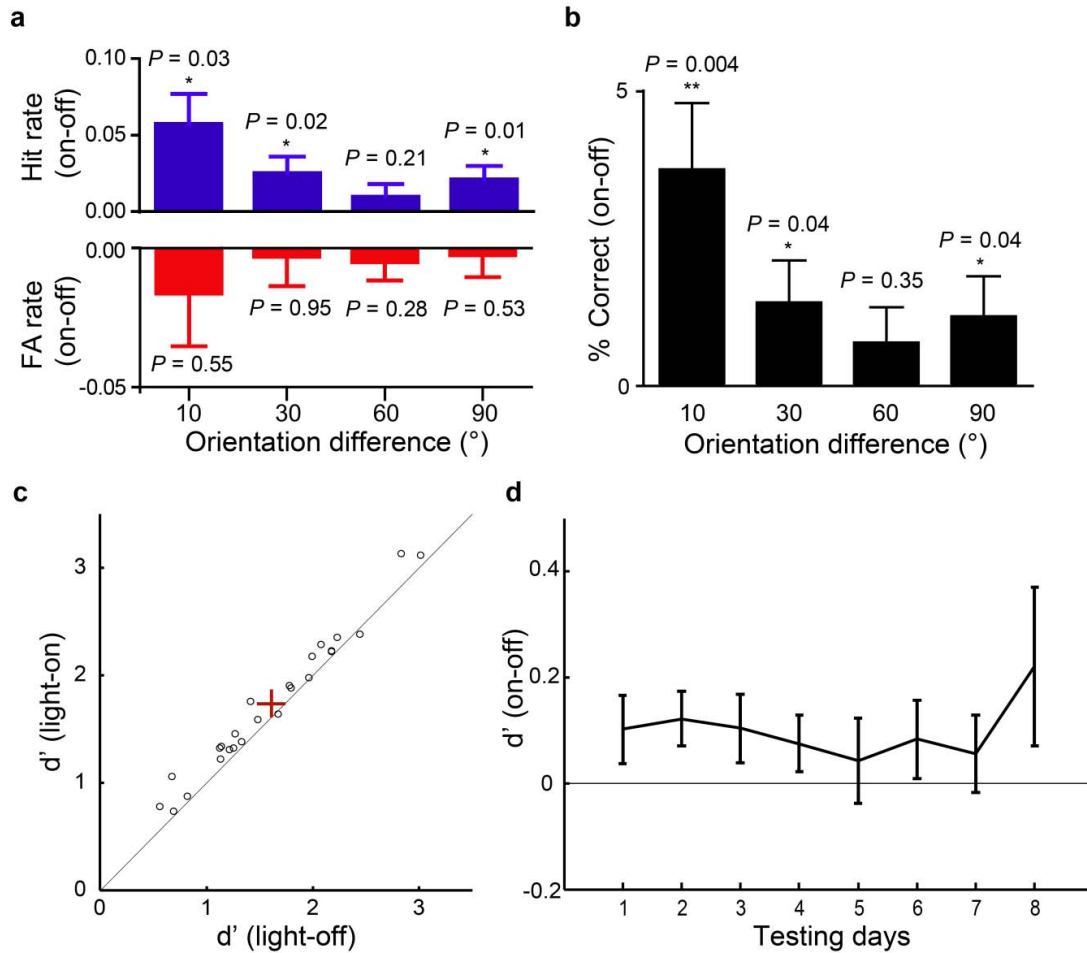 a
Hit rate
(on-off)
0.10
0.05
0.00
P = 0.03
*
P = 0.02
*
P = 0.21
P = 0.01
*
FA rate
(on-off)
0.00
-0.05
P = 0.55
P = 0.95
P = 0.28
P = 0.53
10 30 60 90
Orientation difference (°)
b
% Correct (on-off)
5
0
P = 0.004
**
P = 0.04
*
P = 0.35
P = 0.04
*
10 30 60 90
Orientation difference (°)
c
d' (light-on)
3
2
1
0
0 1 2 3
d' (light-off)
d
d' (on-off)
0.4
0.2
0
-0.2
1 2 3 4 5 6 7 8
Testing days